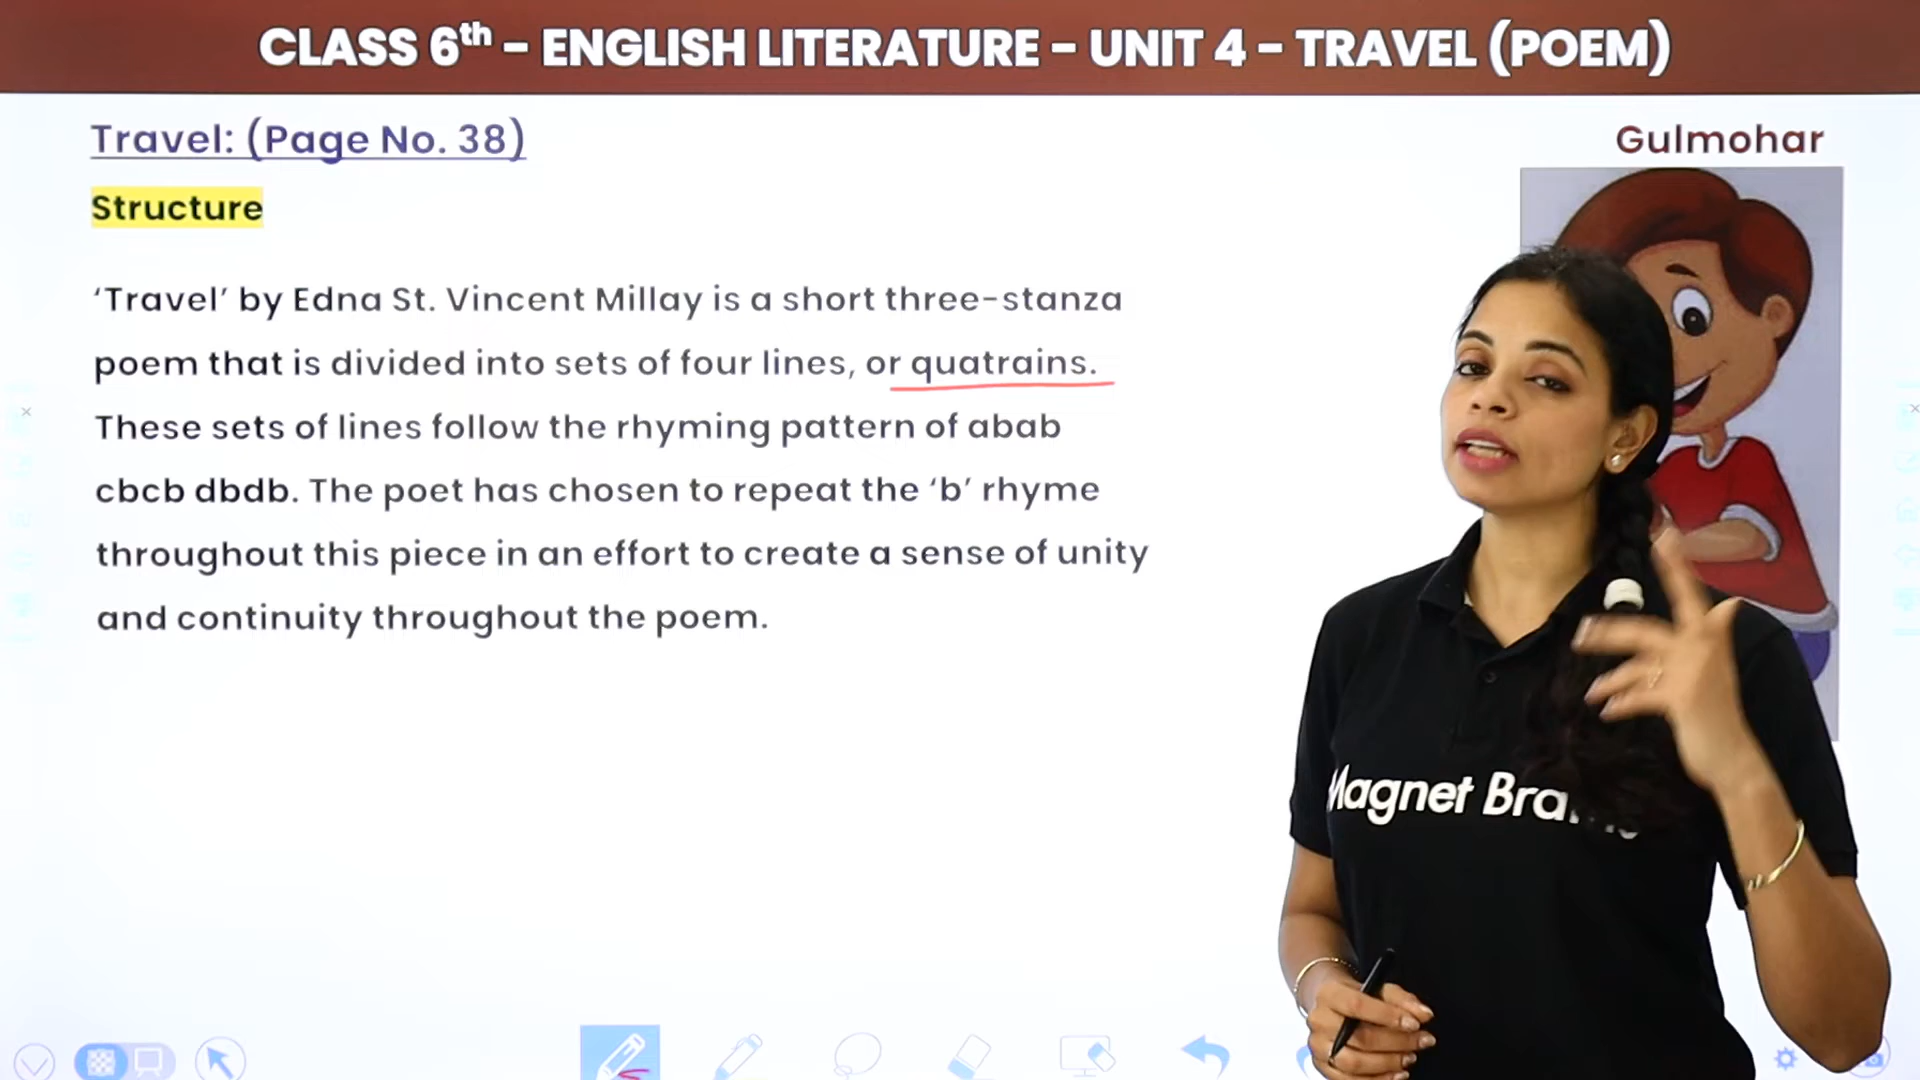 CLASS 6th – ENGLISH LITERATURE – UNIT 4 – TRAVEL (POEM)
Travel: (Page No. 38)
Gulmohar
Structure
‘Travel’ by Edna St. Vincent Millay is a short three-stanza
poem that is divided into sets of four lines, or quatrains.
These sets of lines follow the rhyming pattern of abab
cbcb dbdb. The poet has chosen to repeat the ‘b’ rhyme
throughout this piece in an effort to create a sense of unity
and continuity throughout the poem.
Magnet